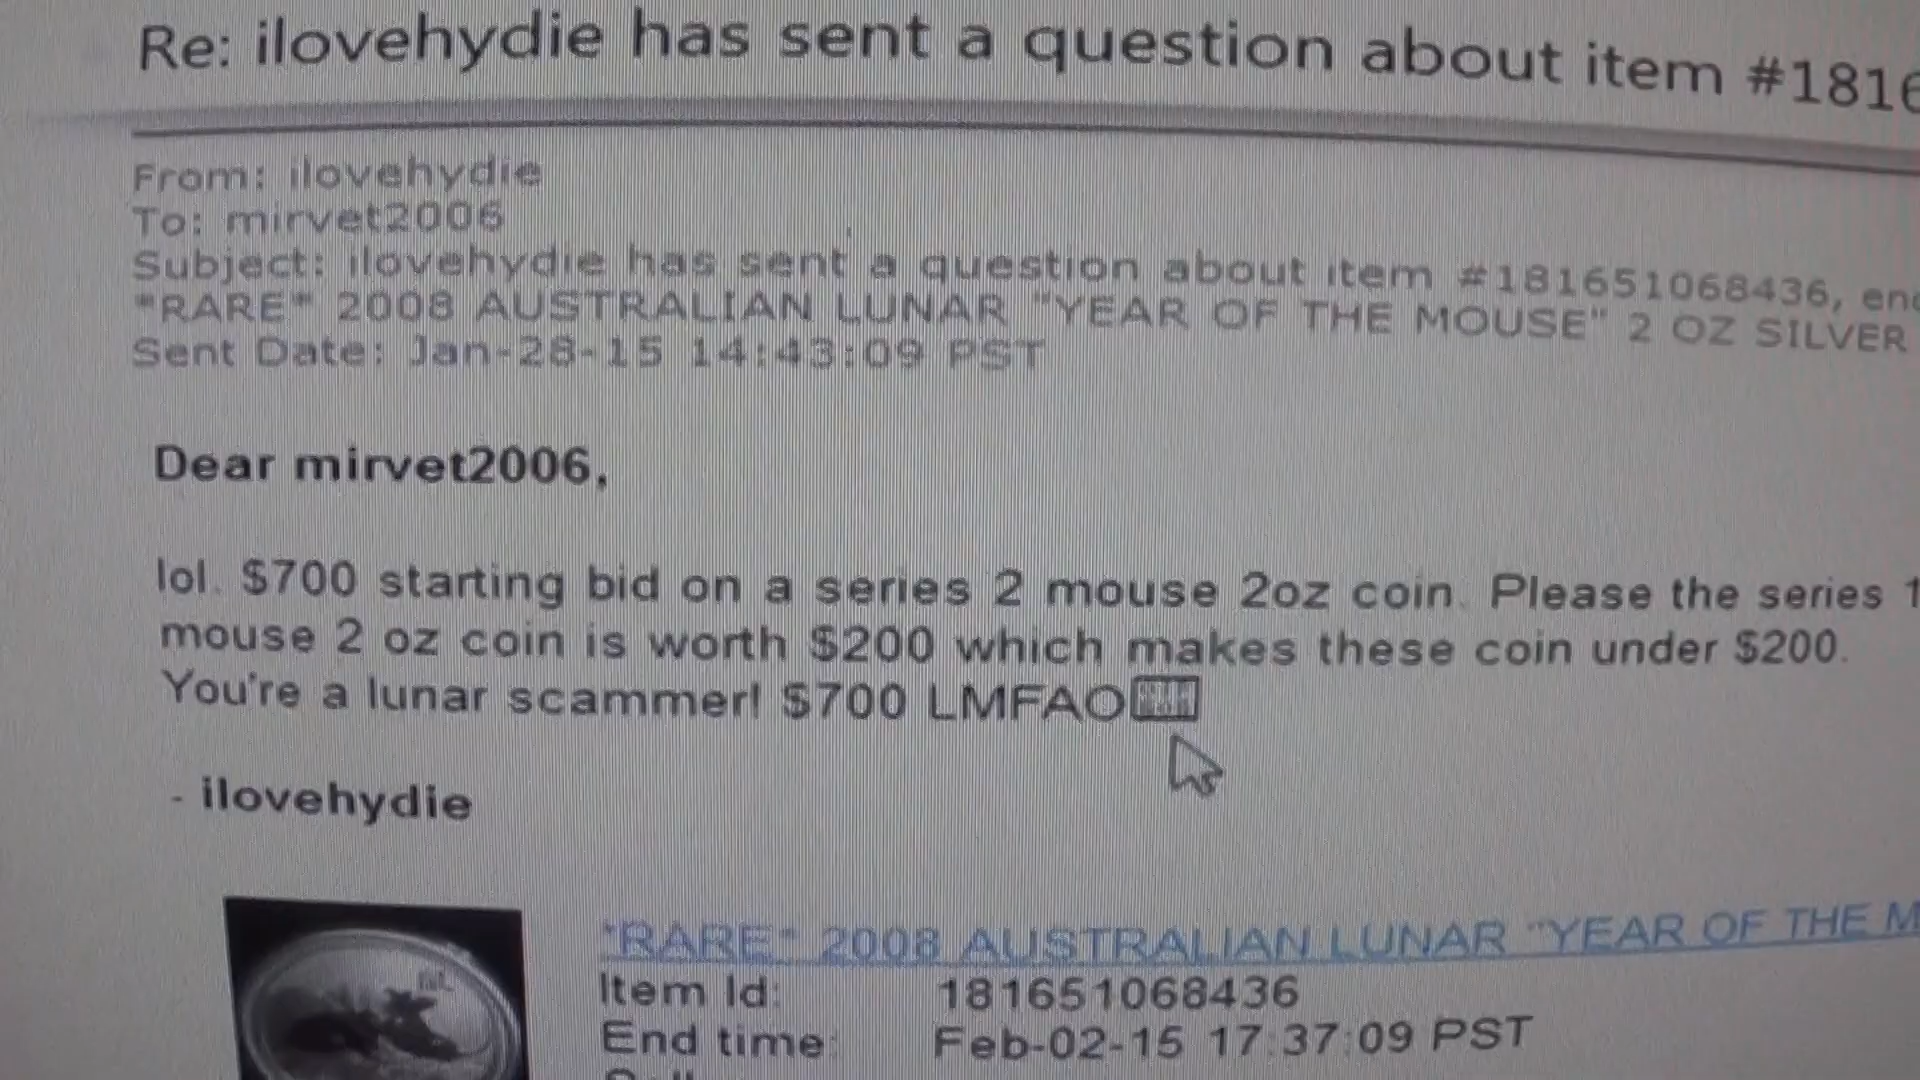 Re: ilovehydie has sent a question about item #1816
From: ilovehydie
To: mirvet2006
Subject: ilovehydie has sent a question about item #181651068436, en
*RARE* 2008 AUSTRALIAN LUNAR "YEAR OF THE MOUSE" 2 OZ SILVER
Sent Date: Jan-28-15 14:43:09 PST
Dear mirvet2006,
lol. $700 starting bid on a series 2 mouse 2oz coin. Please the series 1
mouse 2 oz coin is worth $200 which makes these coin under $200.
You're a lunar scammer! $700 LMFAO
- ilovehydie
*RARE* 2008 AUSTRALIAN LUNAR "YEAR OF THE M
Item Id: 181651068436
End time: Feb-02-15 17:37:09 PST